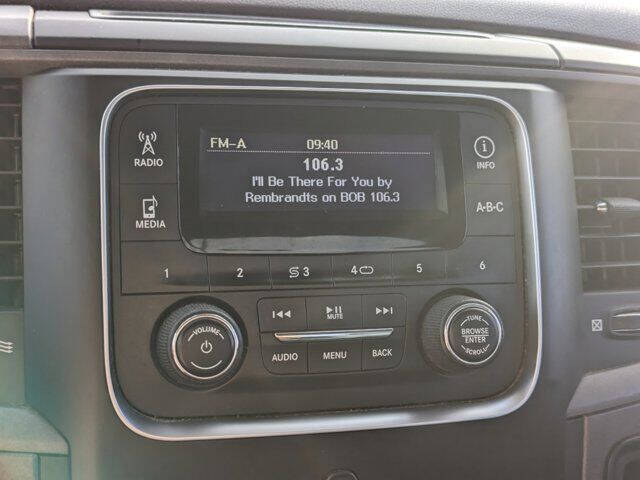 FM-A 09:40
106.3
I'll Be There For You by
Rembrandts on BOB 106.3
RADIO
INFO
MEDIA
A-B-C
1 2 3 4 5 6
VOLUME
MUTE
AUDIO MENU BACK
TUNE
BROWSE
ENTER
SCROLL